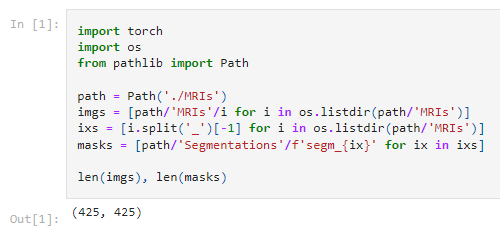 In [1]:
import torch
import os
from pathlib import Path
path = Path('./MRIs')
imgs = [path/'MRIs'/i for i in os.listdir(path/'MRIs')]
ixs = [i.split('_')[-1] for i in os.listdir(path/'MRIs')]
masks = [path/'Segmentations'/f'segm_{ix}' for ix in ixs]
len(imgs), len(masks)
Out[1]: (425, 425)